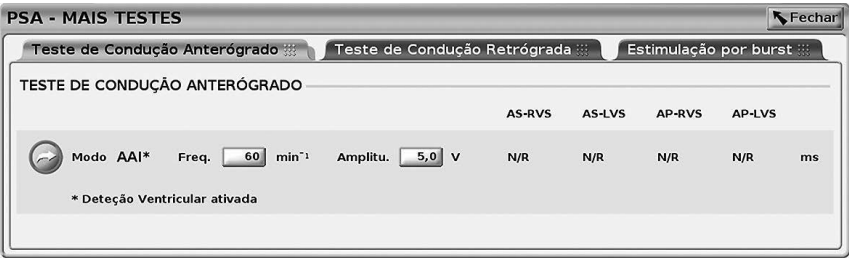 PSA - MAIS TESTES Fechar
Teste de Condução Anterógrado Teste de Condução Retrógrada Estimulação por burst
TESTE DE CONDUÇÃO ANTERÓGRADO
AS-RVS AS-LVS AP-RVS AP-LVS
Modo AAI* Freq. 60 min⁻¹ Amplitu. 5,0 V N/R N/R N/R N/R ms
* Deteção Ventricular ativada